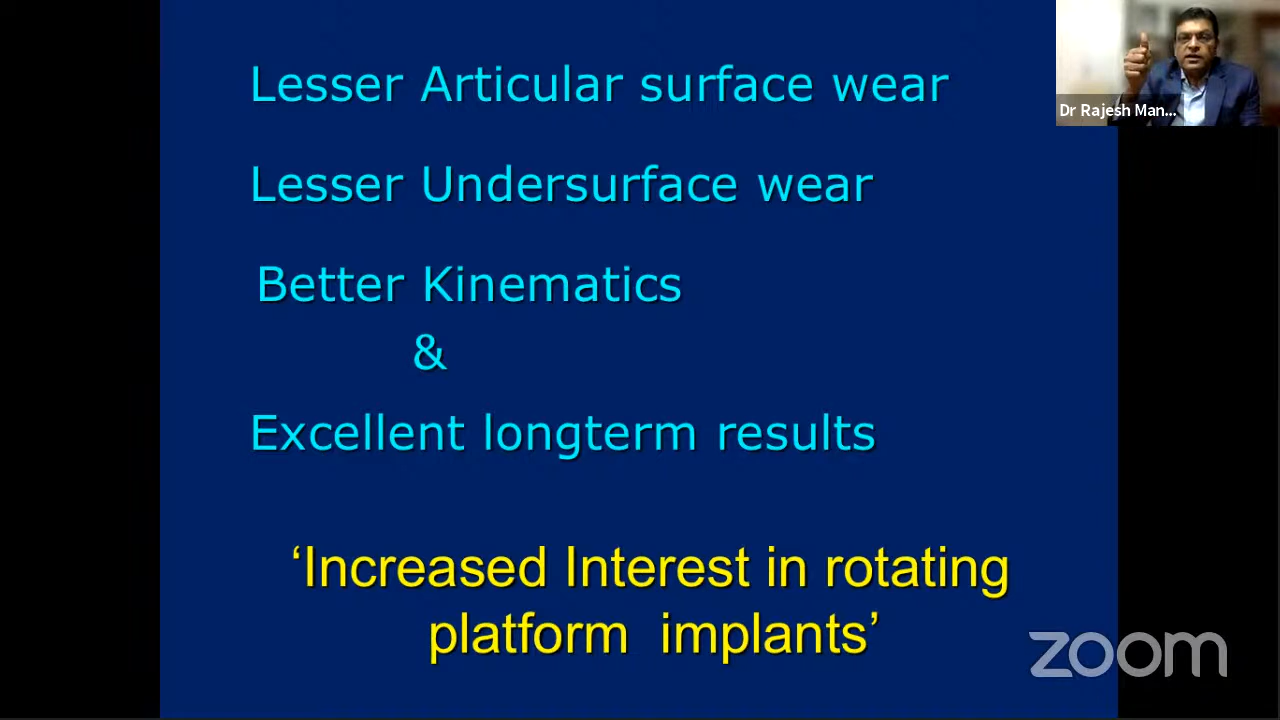 Lesser Articular surface wear
Dr Rajesh Man...
Lesser Undersurface wear
Better Kinematics
&
Excellent longterm results
‘Increased Interest in rotating
platform implants’
zoom